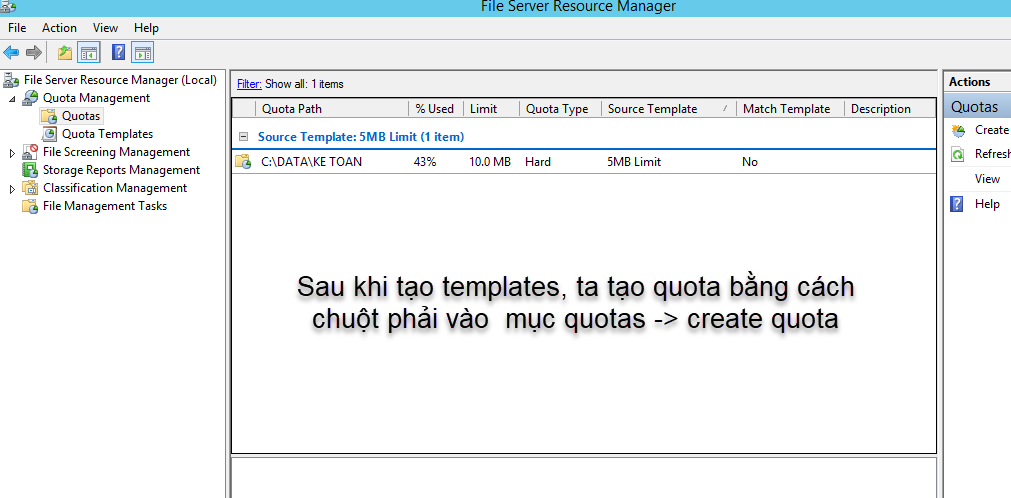 File Server Resource Manager
File Action View Help
File Server Resource Manager (Local)
Quota Management
Quotas
Quota Templates
File Screening Management
Storage Reports Management
Classification Management
File Management Tasks
Filter: Show all: 1 items
Quota Path % Used Limit Quota Type Source Template Match Template Description
Source Template: 5MB Limit (1 item)
C:\DATA\KE TOAN 43% 10.0 MB Hard 5MB Limit No
Sau khi tạo templates, ta tạo quota bằng cách
chuột phải vào mục quotas -> create quota
Actions
Quotas
Create
Refresh
View
Help